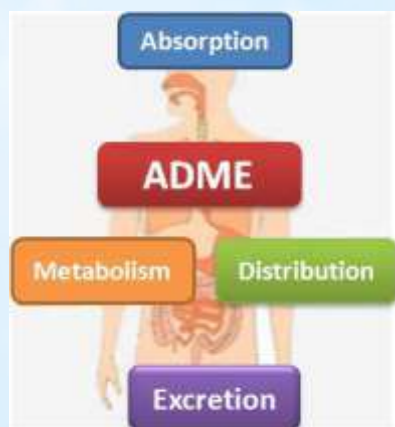 Absorption
ADME
Metabolism
Distribution
Excretion